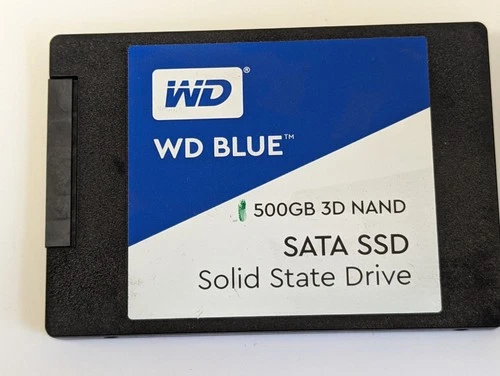 WD®
WD BLUE™
500GB 3D NAND
SATA SSD
Solid State Drive